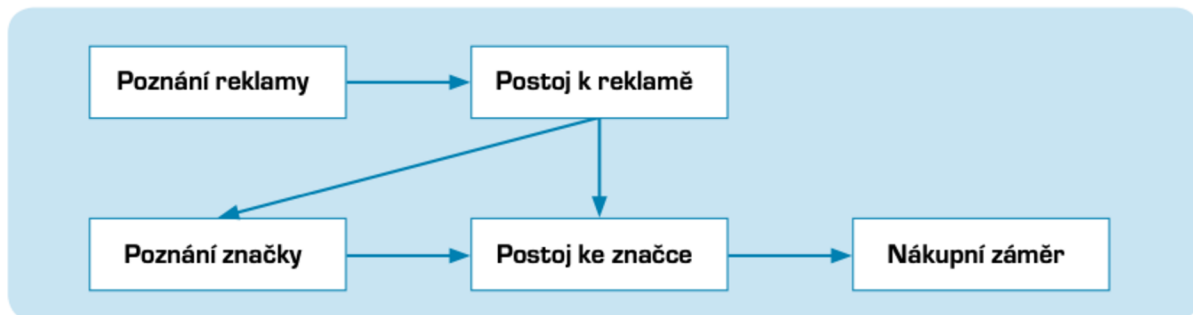 Poznání reklamy
Postoj k reklamě
Poznání značky
Postoj ke značce
Nákupní záměr